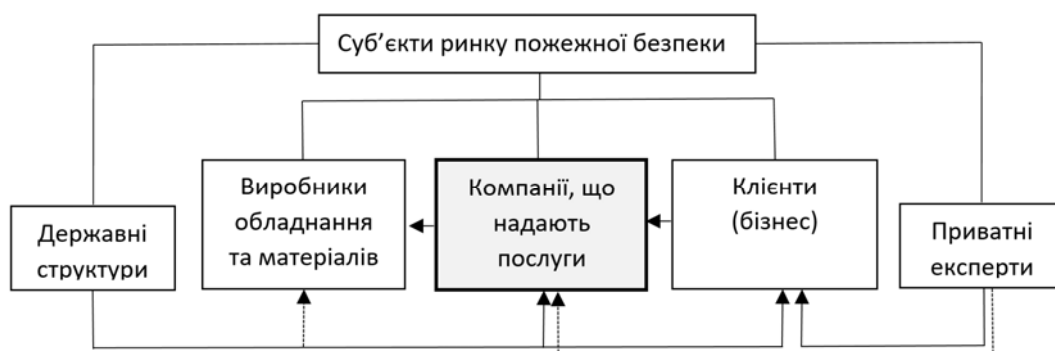 Суб’єкти ринку пожежної безпеки
Виробники
обладнання
та матеріалів
Компанії, що
надають
послуги
Клієнти
(бізнес)
Державні
структури
Приватні
експерти